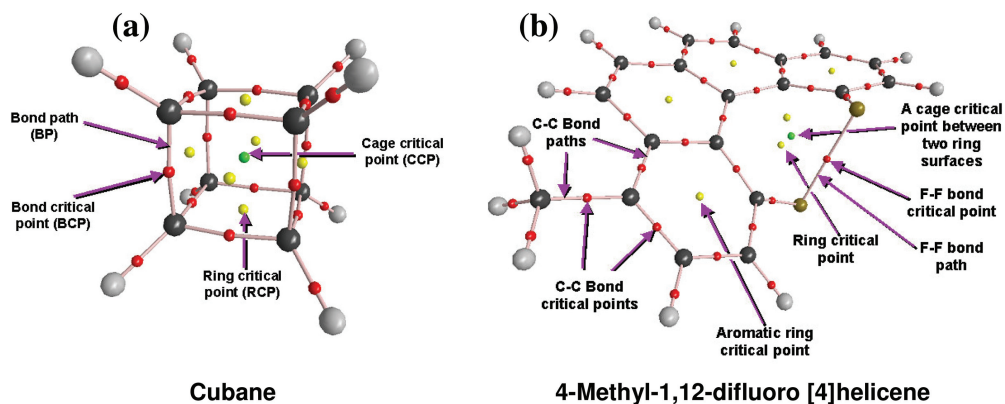 (a)
Bond path
(BP)
Bond critical
point (BCP)
Cage critical
point (CCP)
Ring critical
point (RCP)
Cubane
(b)
C-C Bond
paths
A cage critical
point between
two ring
surfaces
F-F bond
critical point
Ring critical
point
F-F bond
path
C-C Bond
critical points
Aromatic ring
critical point
4-Methyl-1,12-difluoro [4]helicene